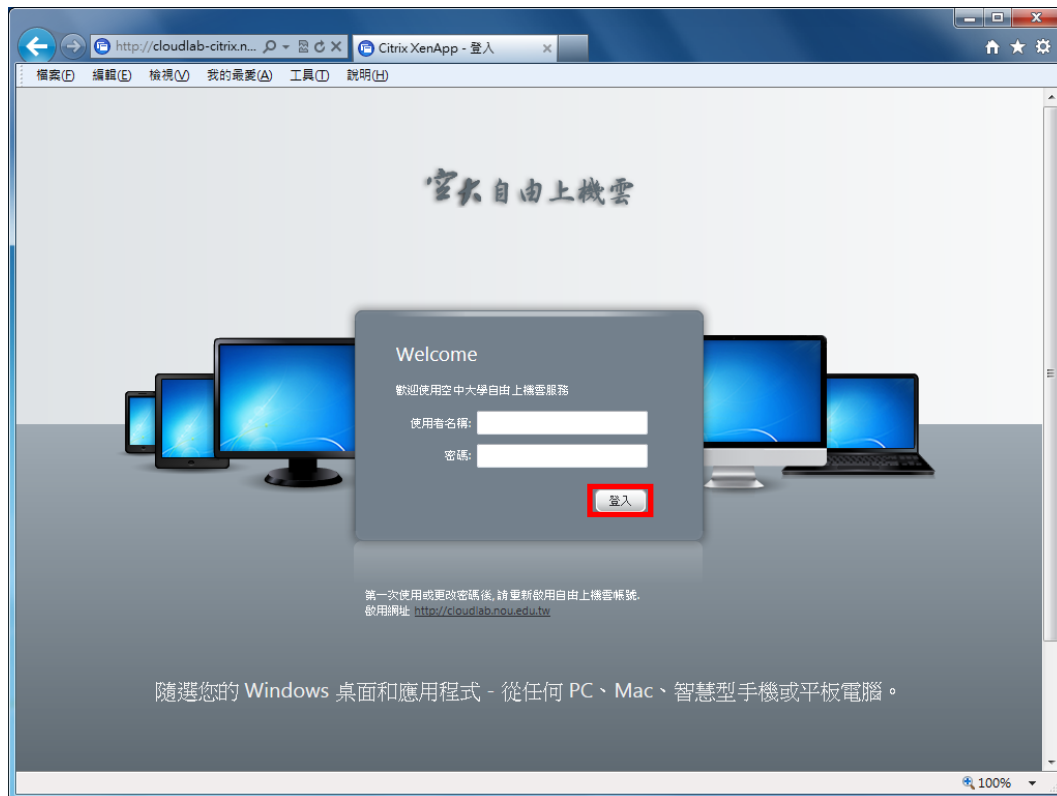 http://cloudlab-citrix.n...
Citrix XenApp - 登入
檔案(F) 編輯(E) 檢視(V) 我的最愛(A) 工具(T) 說明(H)
空大自由上機雲
Welcome
歡迎使用空中大學自由上機雲服務
使用者名稱:
密碼:
登入
第一次使用或更改密碼後,請重新啟用自由上機雲帳號.
啟用網址 http://cloudlab.nou.edu.tw
隨選您的 Windows 桌面和應用程式 - 從任何 PC、Mac、智慧型手機或平板電腦。
100%